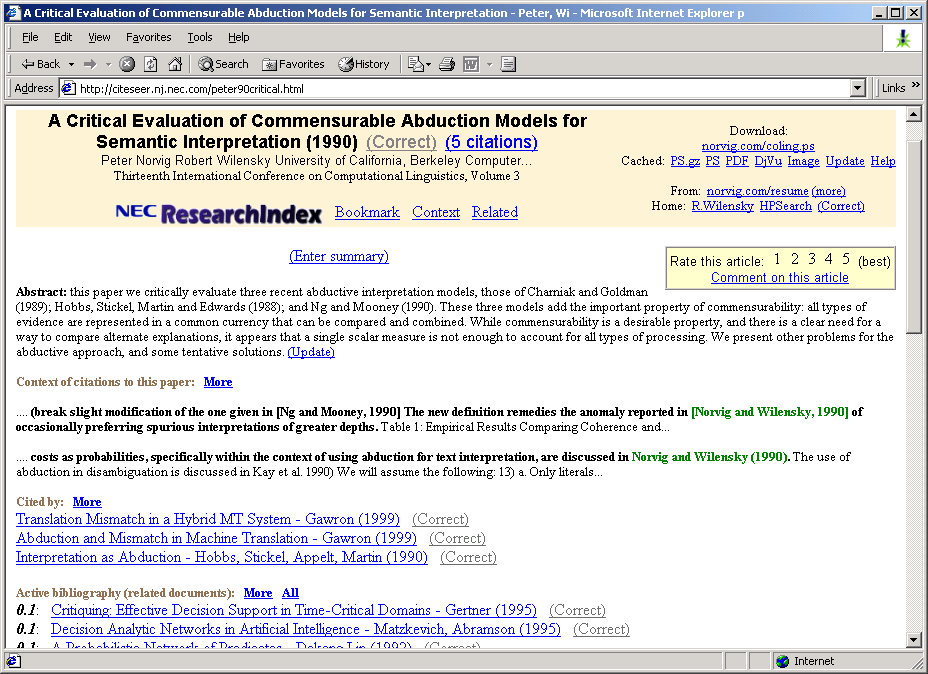 A Critical Evaluation of Commensurable Abduction Models for Semantic Interpretation - Peter, Wi - Microsoft Internet Explorer p
File Edit View Favorites Tools Help
Back Search Favorites History
Address http://citeseer.nj.nec.com/peter90critical.html Links »
A Critical Evaluation of Commensurable Abduction Models for
Semantic Interpretation (1990) (Correct) (5 citations)
Peter Norvig Robert Wilensky University of California, Berkeley Computer...
Thirteenth International Conference on Computational Linguistics, Volume 3
NEC ResearchIndex Bookmark Context Related
Download:
norvig.com/coling.ps
Cached: PS.gz PS PDF DjVu Image Update Help
From: norvig.com/resume (more)
Home: R.Wilensky HPSearch (Correct)
(Enter summary)
Rate this article: 1 2 3 4 5 (best)
Comment on this article
Abstract: this paper we critically evaluate three recent abductive interpretation models, those of Charniak and Goldman
(1989); Hobbs, Stickel, Martin and Edwards (1988); and Ng and Mooney (1990). These three models add the important property of commensurability: all types of
evidence are represented in a common currency that can be compared and combined. While commensurability is a desirable property, and there is a clear need for a
way to compare alternate explanations, it appears that a single scalar measure is not enough to account for all types of processing. We present other problems for the
abductive approach, and some tentative solutions. (Update)
Context of citations to this paper: More
.... (break slight modification of the one given in [Ng and Mooney, 1990] The new definition remedies the anomaly reported in [Norvig and Wilensky, 1990] of
occasionally preferring spurious interpretations of greater depths. Table 1: Empirical Results Comparing Coherence and...
.... costs as probabilities, specifically within the context of using abduction for text interpretation, are discussed in Norvig and Wilensky (1990). The use of
abduction in disambiguation is discussed in Kay et al. 1990) We will assume the following: 13) a. Only literals...
Cited by: More
Translation Mismatch in a Hybrid MT System - Gawron (1999) (Correct)
Abduction and Mismatch in Machine Translation - Gawron (1999) (Correct)
Interpretation as Abduction - Hobbs, Stickel, Appelt, Martin (1990) (Correct)
Active bibliography (related documents): More All
0.1: Critiquing: Effective Decision Support in Time-Critical Domains - Gertner (1995) (Correct)
0.1: Decision Analytic Networks in Artificial Intelligence - Matzkevich, Abramson (1995) (Correct)
0.1: A Probabilistic Network of Predicates - Dekang Lin (1992) (Correct)
Internet